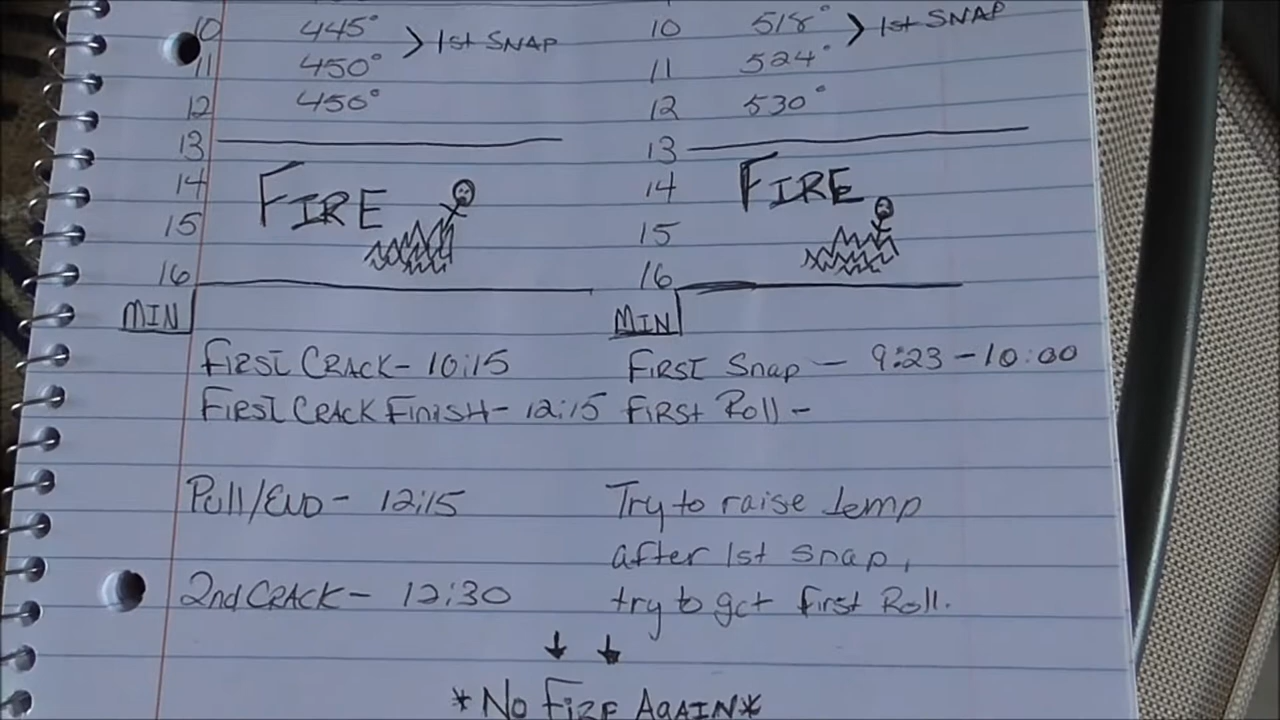 10 445° > 1st SNAP 10 518° > 1st SNAP
11 450° 11 524°
12 456° 12 530°
13 13
14 FIRE 14 FIRE
15 15
16 16
MIN MIN
FIRST CRACK- 10:15 FIRST Snap - 9:23 - 10:00
FIRST CRACK FINISH- 12:15 FIRST Roll -
Pull/END- 12:15 Try to raise temp
after 1st snap,
2nd CRACK- 12:30 try to get first Roll.
↓ ↓
*NO FIRE AGAIN*